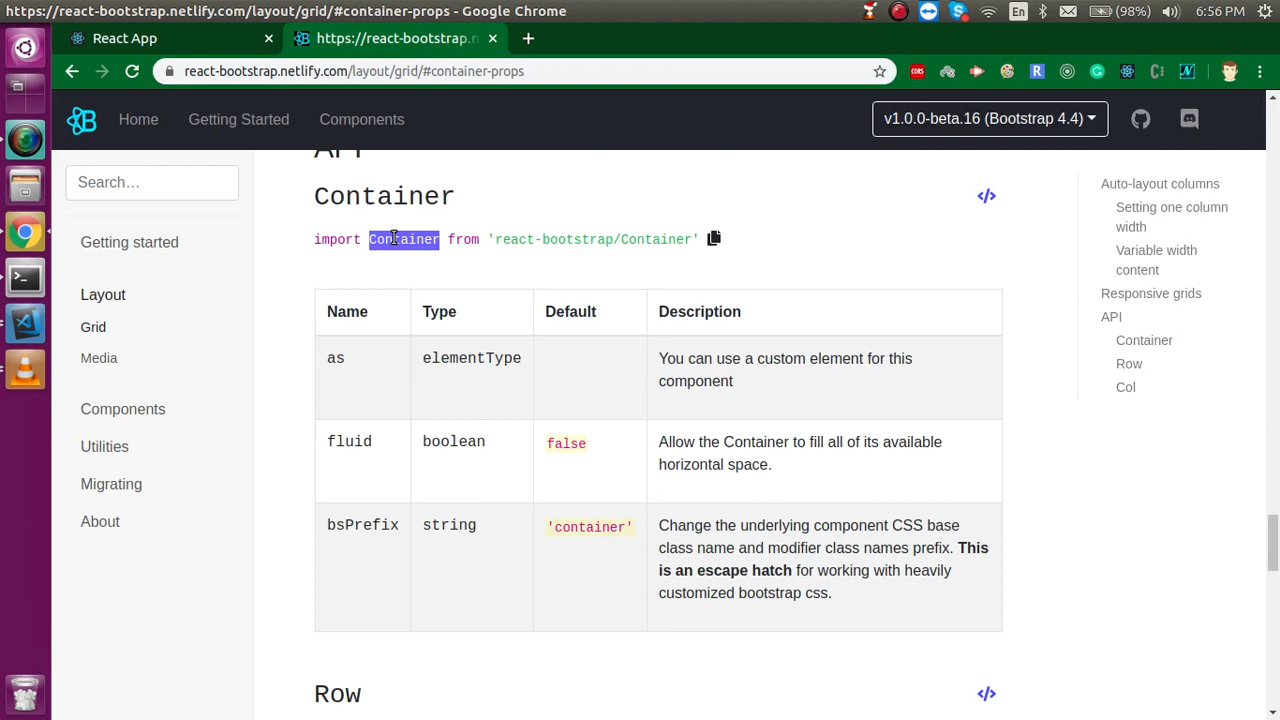 https://react-bootstrap.netlify.com/layout/grid/#container-props - Google Chrome
En
(98%)
6:56 PM
React App
https://react-bootstrap.n
react-bootstrap.netlify.com/layout/grid/#container-props
CORS
R
G
N
B
Home
Getting Started
Components
v1.0.0-beta.16 (Bootstrap 4.4)
Search…
Getting started
Layout
Grid
Media
Components
Utilities
Migrating
About
API
Container
</>
import Container from 'react-bootstrap/Container'
Name Type Default Description
as elementType You can use a custom element for this
component
fluid boolean false Allow the Container to fill all of its available
horizontal space.
bsPrefix string 'container' Change the underlying component CSS base
class name and modifier class names prefix. This
is an escape hatch for working with heavily
customized bootstrap css.
Row
</>
Auto-layout columns
Setting one column
width
Variable width
content
Responsive grids
API
Container
Row
Col